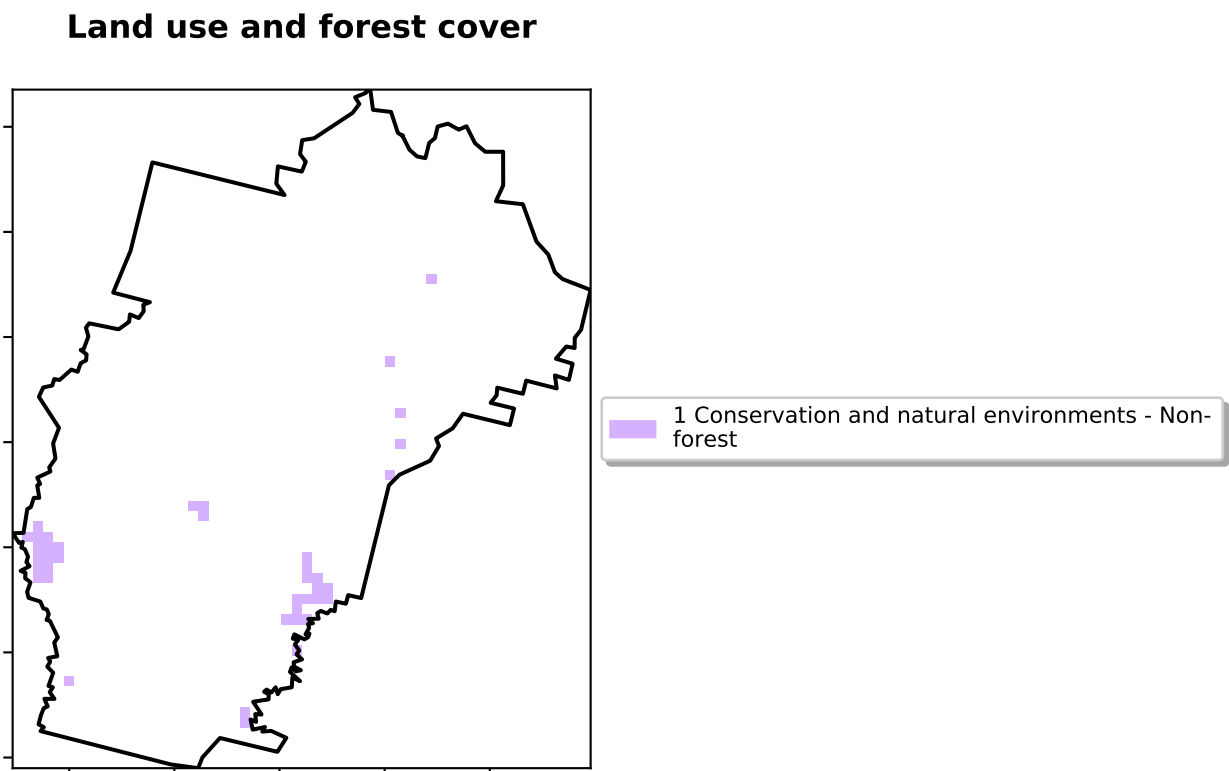 Land use and forest cover
1 Conservation and natural environments - Non-
forest